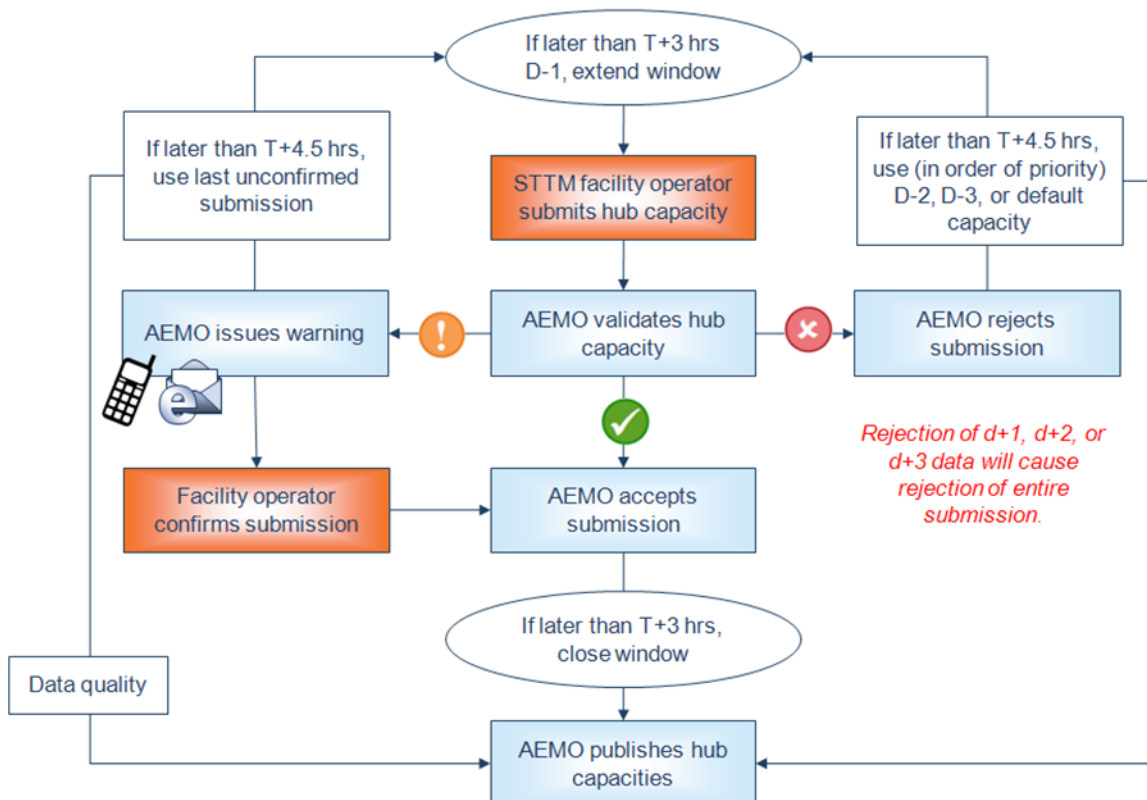 If later than T+3 hrs
D-1, extend window
If later than T+4.5 hrs,
use last unconfirmed
submission
STTM facility operator
submits hub capacity
If later than T+4.5 hrs,
use (in order of priority)
D-2, D-3, or default
capacity
AEMO issues warning
AEMO validates hub
capacity
AEMO rejects
submission
Facility operator
confirms submission
AEMO accepts
submission
Rejection of d+1, d+2, or
d+3 data will cause
rejection of entire
submission.
If later than T+3 hrs,
close window
Data quality
AEMO publishes hub
capacities